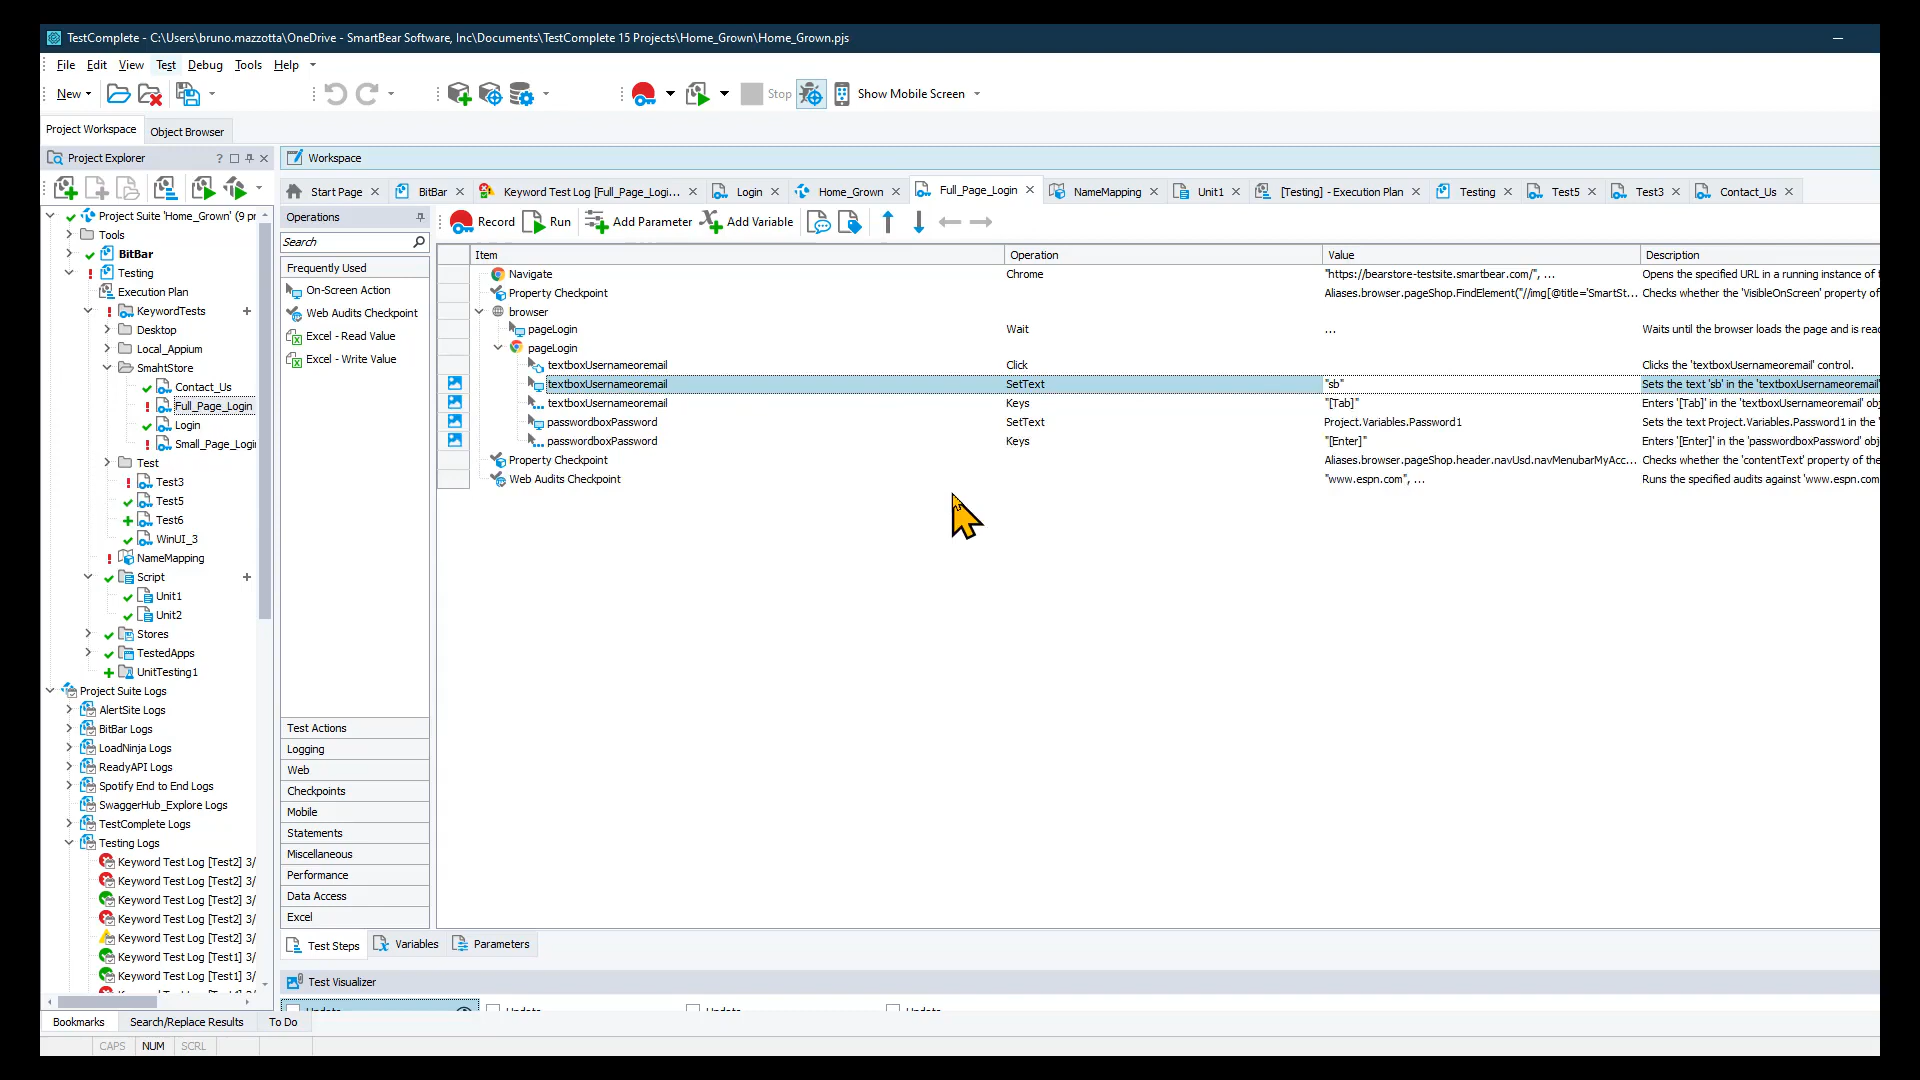 TestComplete - C:\Users\bruno.mazzotta\OneDrive - SmartBear Software, Inc\Documents\TestComplete 15 Projects\Home_Grown\Home_Grown.pjs
File Edit View Test Debug Tools Help
New Stop Show Mobile Screen
Project Workspace Object Browser
Project Explorer
Workspace
Start Page BitBar Keyword Test Log [Full_Page_Logi... Login Home_Grown Full_Page_Login NameMapping Unit1 [Testing] - Execution Plan Testing Test5 Test3 Contact_Us
Project Suite 'Home_Grown' (9 pr
Tools
BitBar
Testing
Execution Plan
KeywordTests
Desktop
Local_Appium
SmahtStore
Contact_Us
Full_Page_Login
Login
Small_Page_Logi
Test
Test3
Test5
Test6
WinUI_3
NameMapping
Script
Unit1
Unit2
Stores
TestedApps
UnitTesting1
Project Suite Logs
AlertSite Logs
BitBar Logs
LoadNinja Logs
ReadyAPI Logs
Spotify End to End Logs
SwaggerHub_Explore Logs
TestComplete Logs
Testing Logs
Keyword Test Log [Test2] 3/
Keyword Test Log [Test2] 3/
Keyword Test Log [Test2] 3/
Keyword Test Log [Test2] 3/
Keyword Test Log [Test2] 3/
Keyword Test Log [Test1] 3/
Keyword Test Log [Test1] 3/
Operations
Search
Frequently Used
On-Screen Action
Web Audits Checkpoint
Excel - Read Value
Excel - Write Value
Test Actions
Logging
Web
Checkpoints
Mobile
Statements
Miscellaneous
Performance
Data Access
Excel
Record Run Add Parameter Add Variable
Item Operation Value Description
Navigate Chrome "https://bearstore-testsite.smartbear.com/", ... Opens the specified URL in a running instance of t
Property Checkpoint Aliases.browser.pageShop.FindElement("//img[@title='SmartSt... Checks whether the 'VisibleOnScreen' property of
browser
pageLogin Wait ... Waits until the browser loads the page and is read
pageLogin
textboxUsernameoremail Click Clicks the 'textboxUsernameoremail' control.
textboxUsernameoremail SetText "sb" Sets the text 'sb' in the 'textboxUsernameoremail'
textboxUsernameoremail Keys "[Tab]" Enters '[Tab]' in the 'textboxUsernameoremail' obj
passwordboxPassword SetText Project.Variables.Password1 Sets the text Project.Variables.Password1 in the '
passwordboxPassword Keys "[Enter]" Enters '[Enter]' in the 'passwordboxPassword' obj
Property Checkpoint Aliases.browser.pageShop.header.navUsd.navMenubarMyAcc... Checks whether the 'contentText' property of the
Web Audits Checkpoint "www.espn.com", ... Runs the specified audits against 'www.espn.com
Test Steps Variables Parameters
Test Visualizer
Update Update Update Update
Bookmarks Search/Replace Results To Do
CAPS NUM SCRL